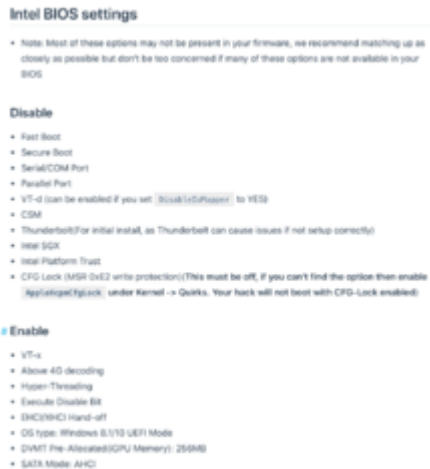 Intel BIOS settings
• Note: Most of these options may not be present in your firmware, we recommend matching up as
closely as possible but don't be too concerned if many of these options are not available in your
BIOS
Disable
• Fast Boot
• Secure Boot
• Serial/COM Port
• Parallel Port
• VT-d (can be enabled if you set DisableIoMapper to YES)
• CSM
• Thunderbolt(For initial install, as Thunderbolt can cause issues if not setup correctly)
• Intel SGX
• Intel Platform Trust
• CFG Lock (MSR 0xE2 write protection)(This must be off, if you can't find the option then enable
AppleXcpmCfgLock under Kernel -> Quirks. Your hack will not boot with CFG-Lock enabled)
# Enable
• VT-x
• Above 4G decoding
• Hyper-Threading
• Execute Disable Bit
• EHCI/XHCI Hand-off
• OS type: Windows 8.1/10 UEFI Mode
• DVMT Pre-Allocated(iGPU Memory): 256MB
• SATA Mode: AHCI